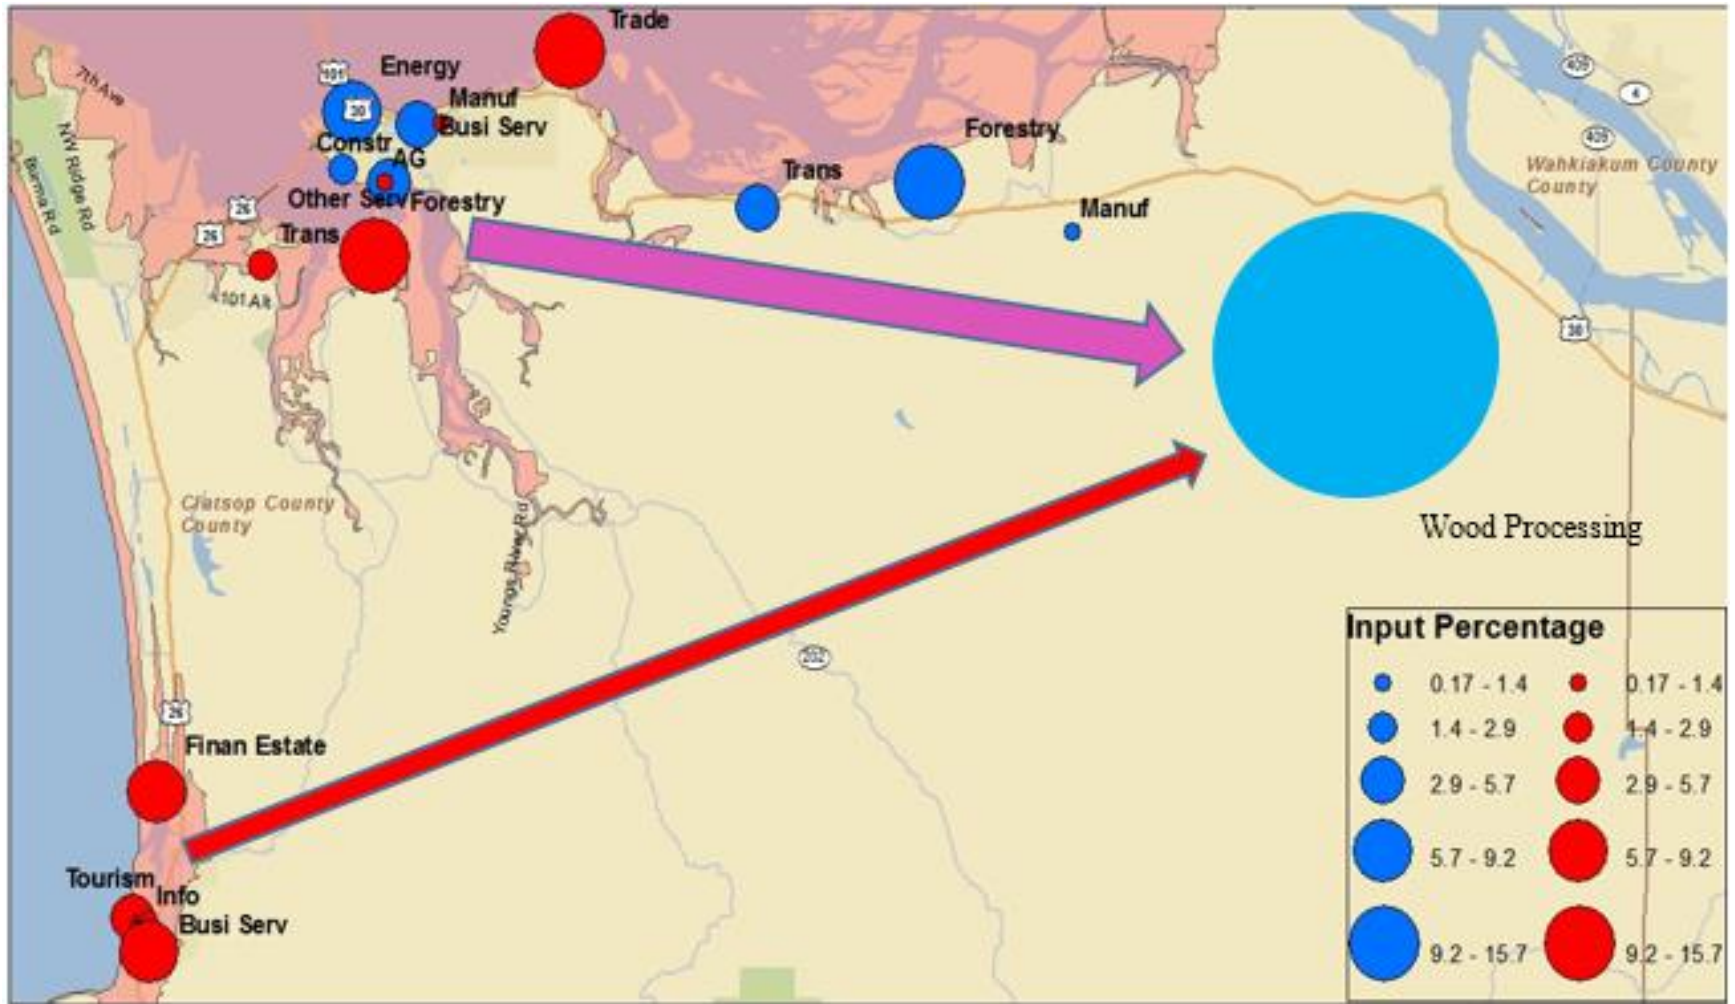 Trade
7th Ave
101
Energy
30
Manuf
Busi Serv
Constr
AG
Other Serv
Forestry
NW Ridge Rd
Burma Rd
26
26
Trans
101 Alt
Trans
Forestry
Manuf
409
4
409
Wahkiakum County
County
30
Clatsop County
County
Youngs River Rd
202
Wood Processing
26
Finan Estate
Tourism
Info
Busi Serv
Input Percentage
0.17 - 1.4
0.17 - 1.4
1.4 - 2.9
1.4 - 2.9
2.9 - 5.7
2.9 - 5.7
5.7 - 9.2
5.7 - 9.2
9.2 - 15.7
9.2 - 15.7